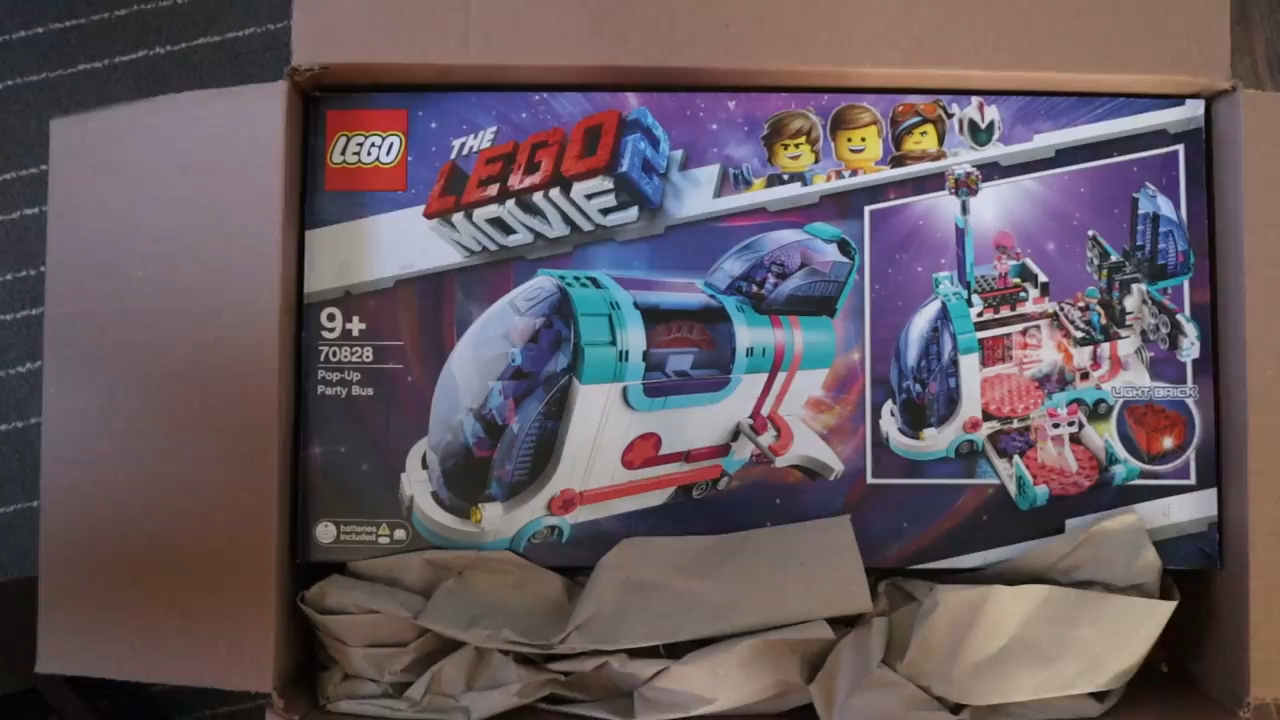 LEGO
THE
LEGO
MOVIE 2
9+
70828
Pop-Up
Party Bus
LIGHT BRICK
batteries
included